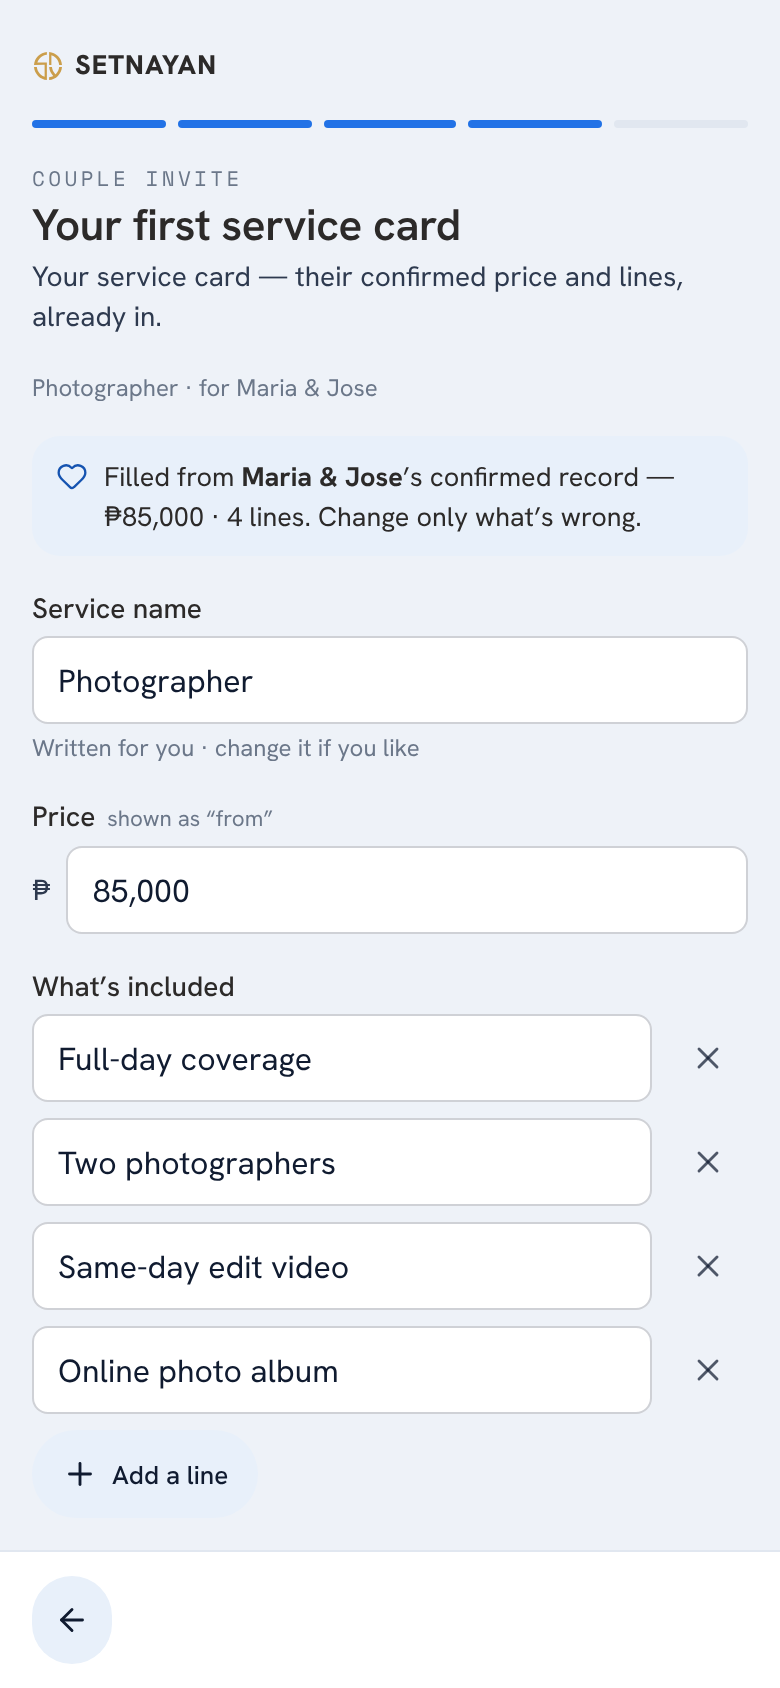 SETNAYAN
COUPLE INVITE
Your first service card
Your service card — their confirmed price and lines,
already in.
Photographer · for Maria & Jose
Filled from Maria & Jose’s confirmed record —
₱85,000 · 4 lines. Change only what’s wrong.
Service name
Photographer
Written for you · change it if you like
Price shown as “from”
₱ 85,000
What’s included
Full-day coverage
Two photographers
Same-day edit video
Online photo album
Add a line